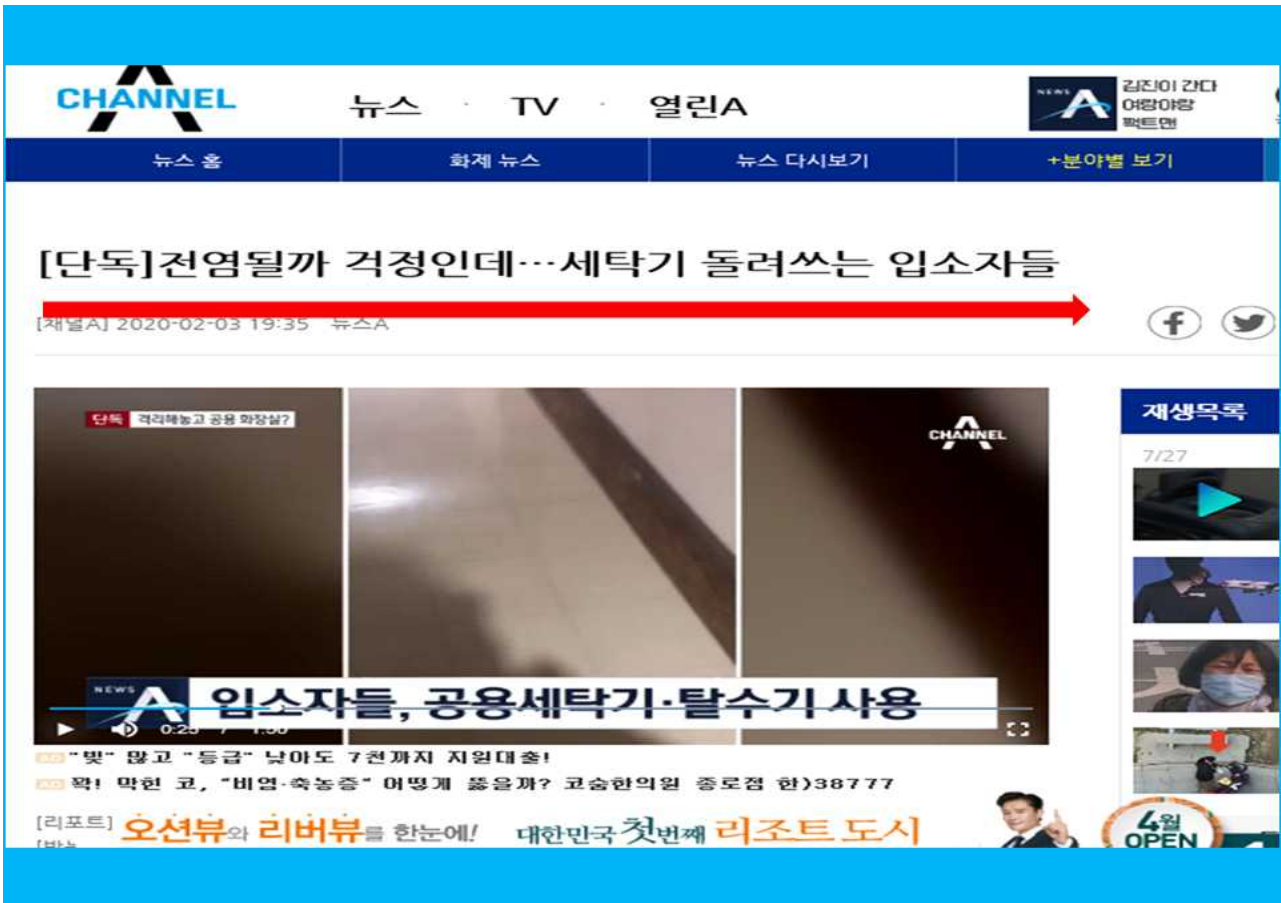 CHANNEL A
뉴스 · TV · 열린A
NEWS A
김진이 간다
여랑야랑
팩트맨
뉴스 홈
화제 뉴스
뉴스 다시보기
+분야별 보기
[단독]전염될까 걱정인데…세탁기 돌려쓰는 입소자들
[채널A] 2020-02-03 19:35 뉴스A
단독 격리해놓고 공용 화장실?
CHANNEL A
재생목록
7/27
NEWS A
임소자들, 공용세탁기·탈수기 사용
0:25 / 1:50
AD "빚" 많고 "등급" 낮아도 7천까지 지원대출!
AD 꽉! 막힌 코, "비염·축농증" 어떻게 뚫을까? 코숨한의원 종로점 한)38777
[리포트]
오션뷰와 리버뷰를 한눈에! 대한민국 첫번째 리조트 도시
4월
OPEN